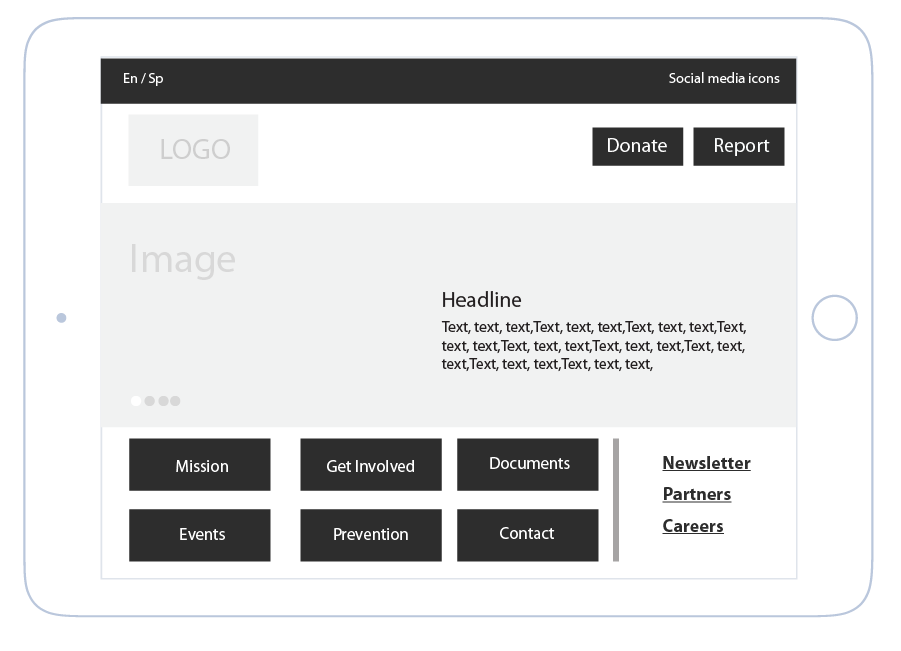 En / Sp
Social media icons
LOGO
Donate
Report
Image
Headline
Text, text, text,Text, text, text,Text, text, text,Text,
text, text,Text, text, text,Text, text, text,Text, text,
text,Text, text, text,Text, text, text,
Mission
Get Involved
Documents
Events
Prevention
Contact
Newsletter
Partners
Careers